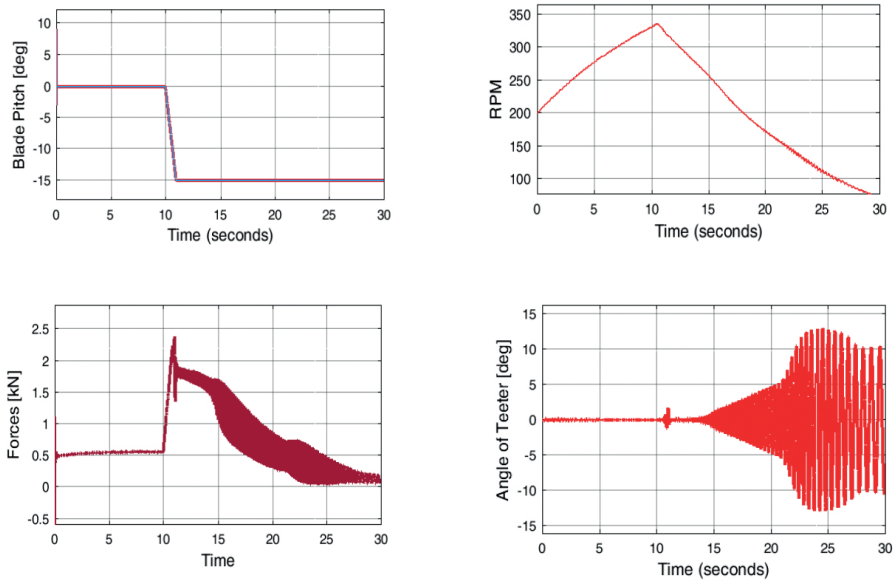 Blade Pitch [deg]
10
5
0
-5
-10
-15
0 5 10 15 20 25 30
Time (seconds)
RPM
350
300
250
200
150
100
0 5 10 15 20 25 30
Time (seconds)
Forces [kN]
2.5
2
1.5
1
0.5
0
-0.5
0 5 10 15 20 25 30
Time
Angle of Teeter [deg]
15
10
5
0
-5
-10
-15
0 5 10 15 20 25 30
Time (seconds)